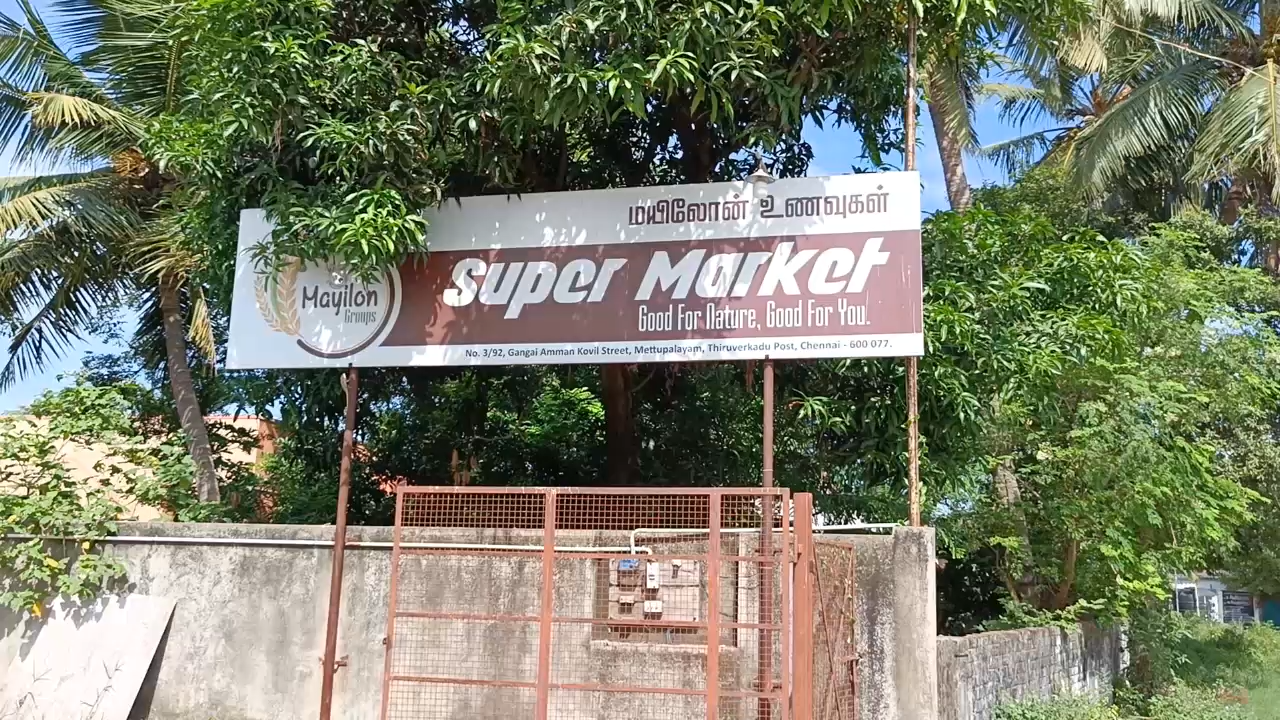 மயிலோன் உணவுகள்
Mayilon
Groups
Super Market
Good For Nature, Good For You.
No. 3/92, Gangai Amman Kovil Street, Mettupalayam, Thiruverkadu Post, Chennai - 600 077.